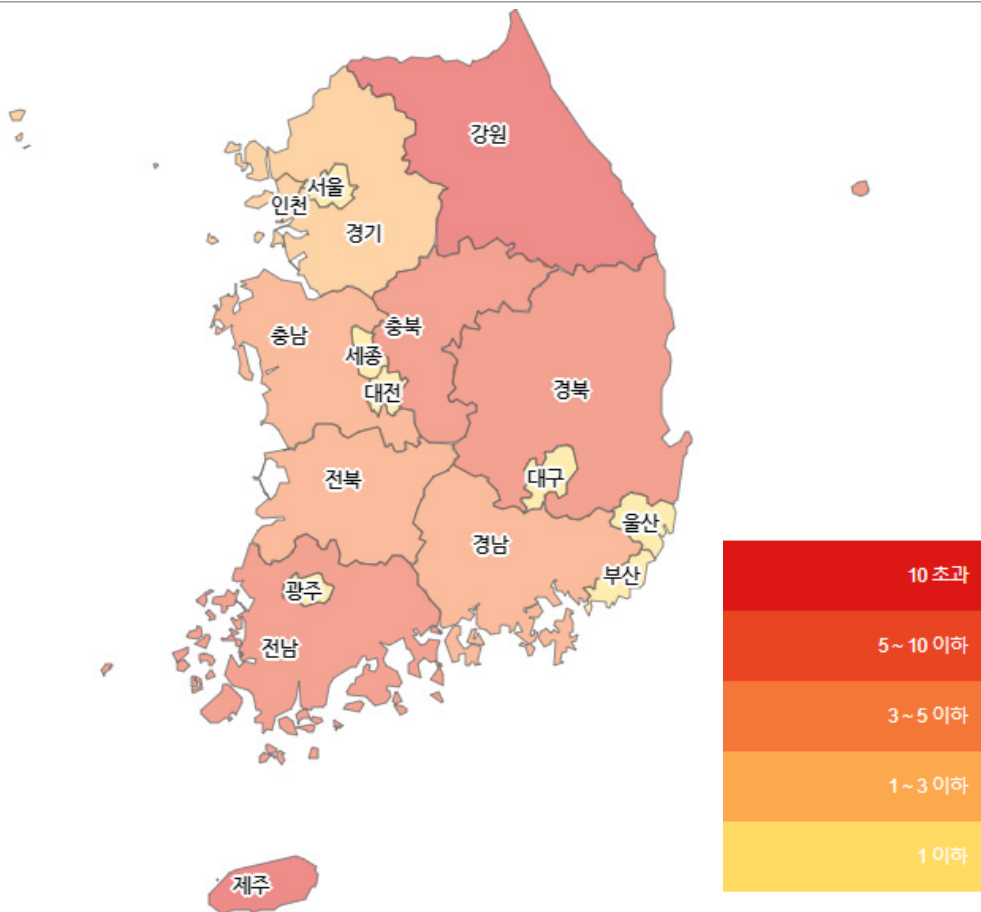 강원
서울
인천
경기
충북
충남
세종
대전
경북
대구
전북
울산
경남
부산
광주
전남
제주
10 초과
5 ~ 10 이하
3 ~ 5 이하
1 ~ 3 이하
1 이하